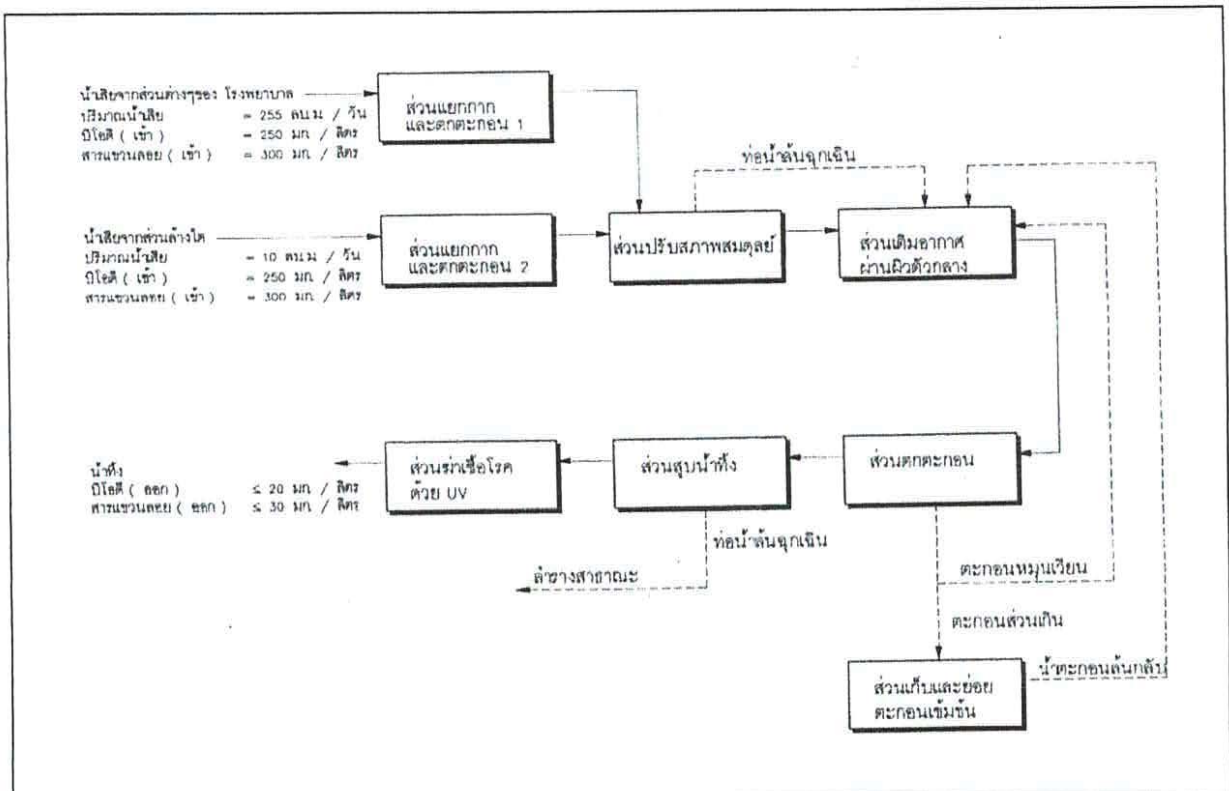 น้ำเสียจากส่วนต่างๆของ โรงพยาบาล
ปริมาณน้ำเสีย = 255 ลบ.ม / วัน
บีโอดี ( เข้า ) = 250 มก. / ลิตร
สารแขวนลอย ( เข้า ) = 300 มก. / ลิตร
ส่วนแยกกาก
และตกตะกอน 1
ท่อน้ำล้นฉุกเฉิน
น้ำเสียจากส่วนล้างไต
ปริมาณน้ำเสีย = 10 ลบ.ม / วัน
บีโอดี ( เข้า ) = 250 มก. / ลิตร
สารแขวนลอย ( เข้า ) = 300 มก. / ลิตร
ส่วนแยกกาก
และตกตะกอน 2
ส่วนปรับสภาพสมดุลย์
ส่วนเติมอากาศ
ผ่านผิวตัวกลาง
น้ำทิ้ง
บีโอดี ( ออก ) ≤ 20 มก. / ลิตร
สารแขวนลอย ( ออก ) ≤ 30 มก. / ลิตร
ส่วนฆ่าเชื้อโรค
ด้วย UV
ส่วนสูบน้ำทิ้ง
ส่วนตกตะกอน
ท่อน้ำล้นฉุกเฉิน
ลำรางสาธาณะ
ตะกอนหมุนเวียน
ตะกอนส่วนเกิน
ส่วนเก็บและย่อย
ตะกอนเข้มข้น
น้ำตะกอนล้นกลับ